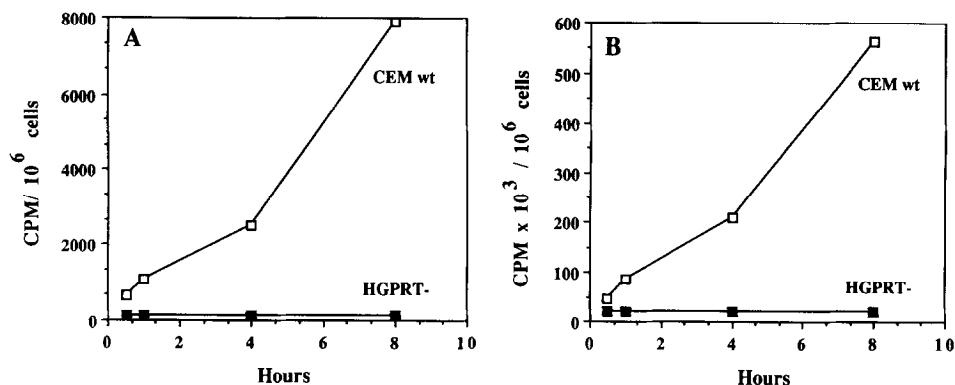 A
CEM wt
HGPRT-
CPM/ 10^6 cells
8000
6000
4000
2000
0
0 2 4 6 8 10
Hours
B
CEM wt
HGPRT-
CPM x 10^3 / 10^6 cells
600
500
400
300
200
100
0
0 2 4 6 8 10
Hours